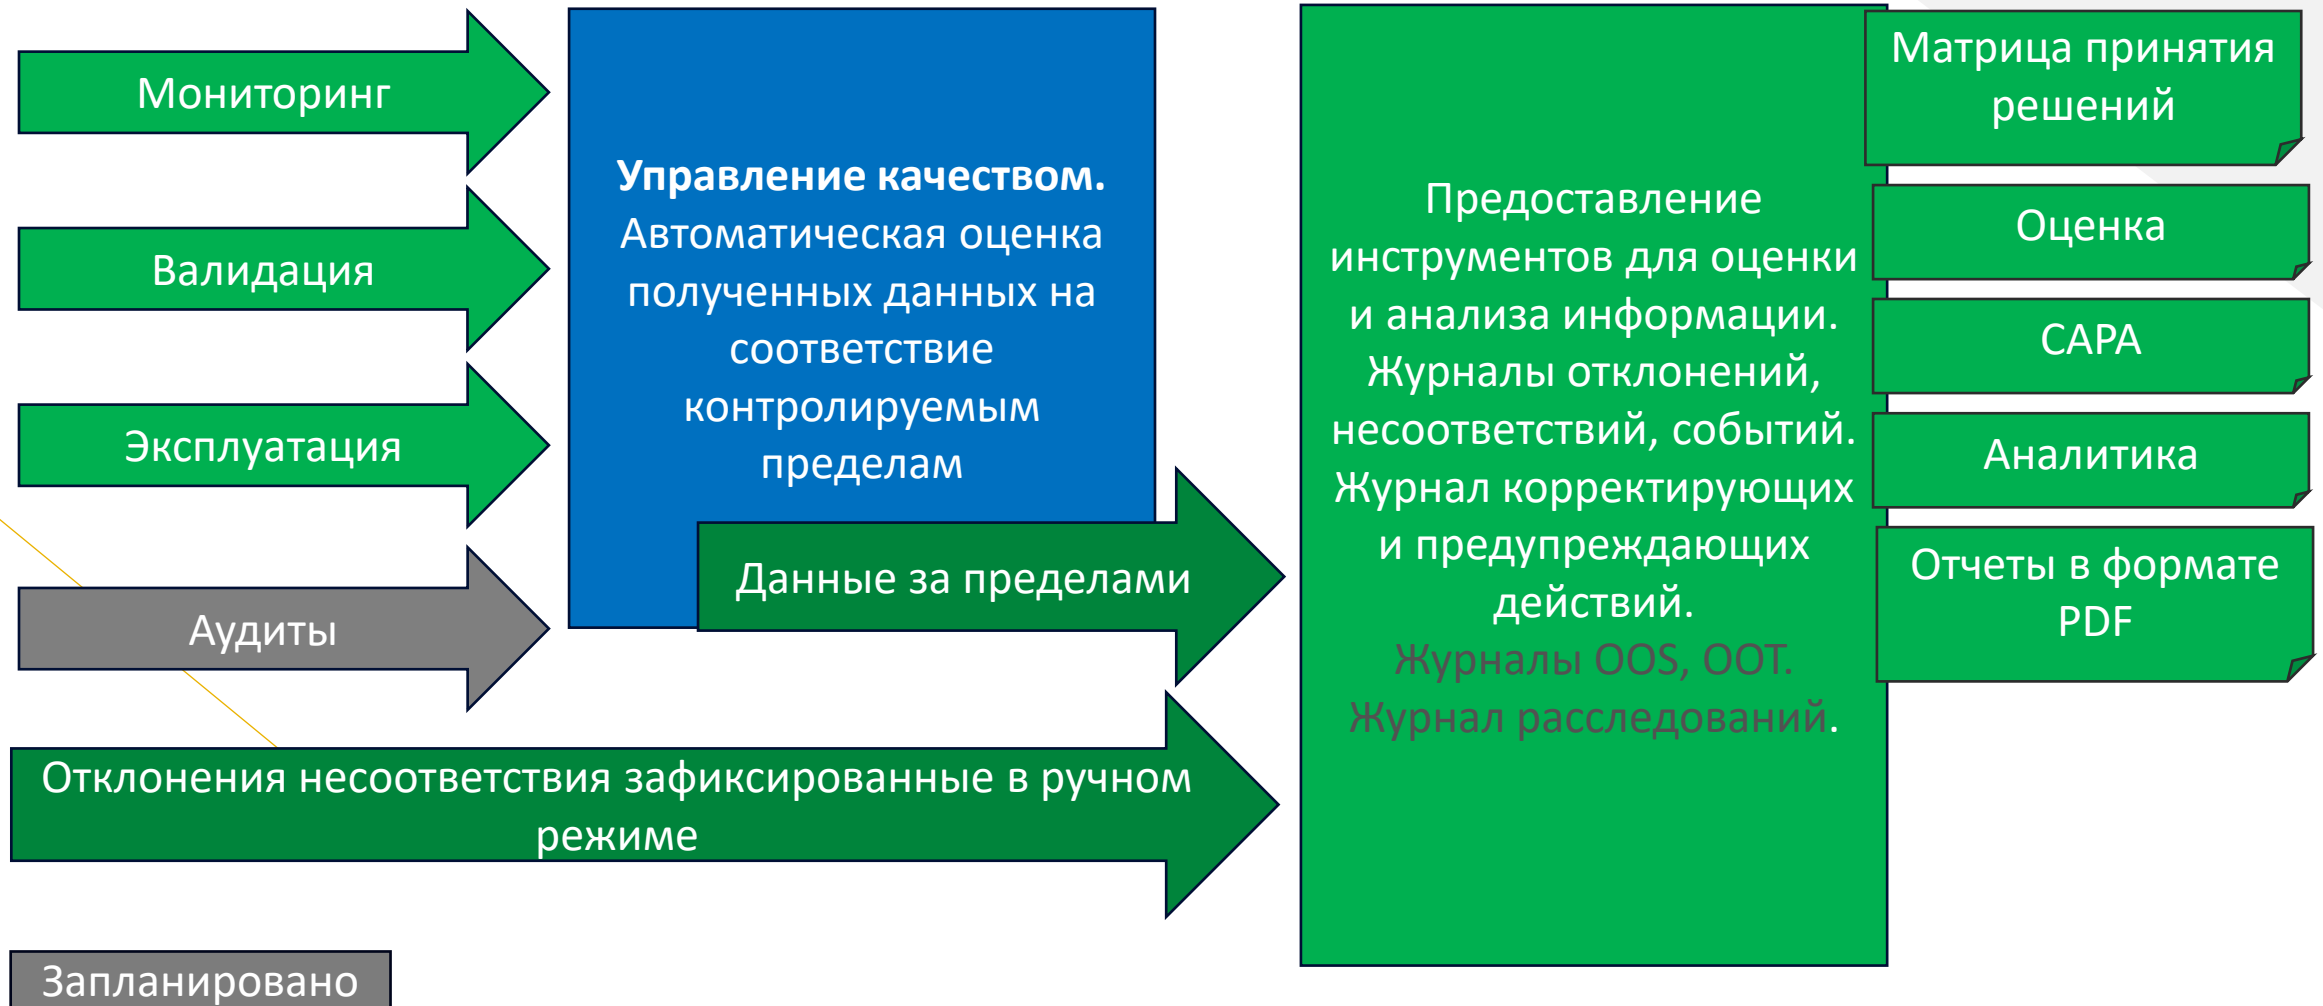 Мониторинг
Валидация
Эксплуатация
Аудиты
Управление качеством.
Автоматическая оценка
полученных данных на
соответствие
контролируемым
пределам
Данные за пределами
Отклонения несоответствия зафиксированные в ручном
режиме
Запланировано
Предоставление
инструментов для оценки
и анализа информации.
Журналы отклонений,
несоответствий, событий.
Журнал корректирующих
и предупреждающих
действий.
Журналы OOS, OOT.
Журнал расследований.
Матрица принятия
решений
Оценка
CAPA
Аналитика
Отчеты в формате
PDF